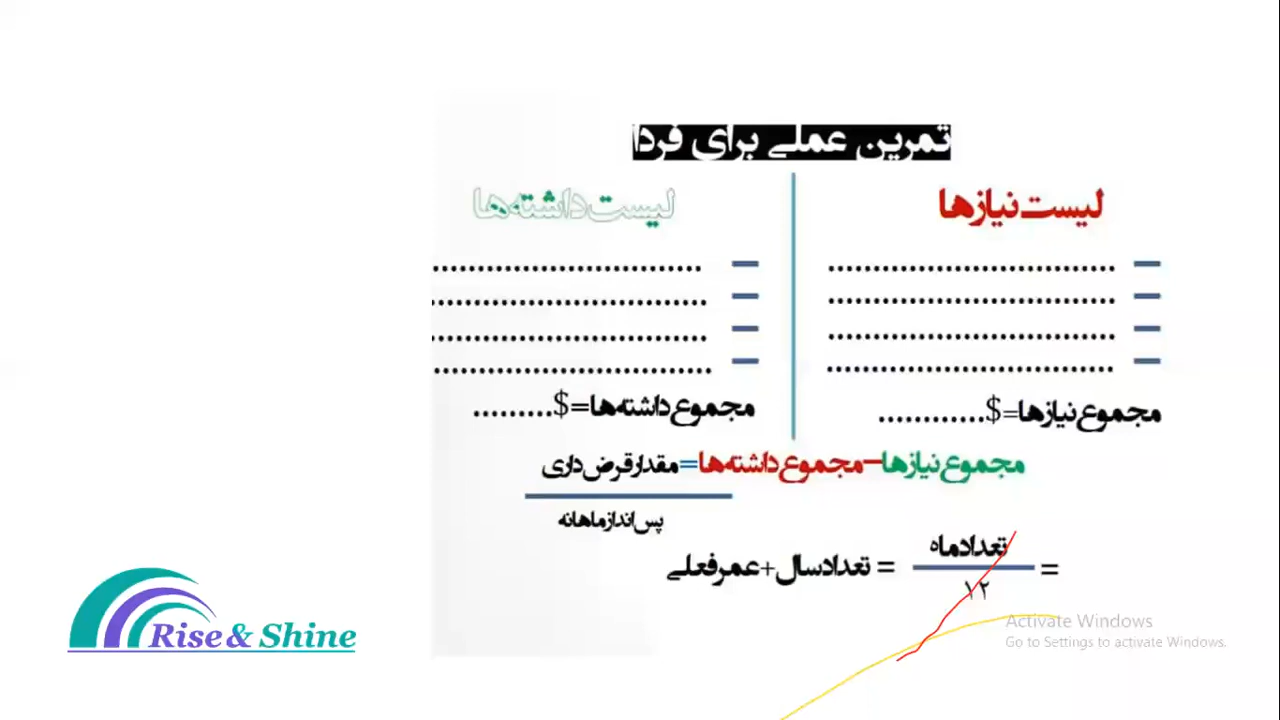 تمرین عملی برای فردا
لیست نیازها
لیست داشته‌ها
– ..............................
– ..............................
– ..............................
– ..............................
– ..............................
– ..............................
– ..............................
– ..............................
مجموع نیازها=$............
مجموع داشته‌ها=$.........
مجموع نیازها–مجموع داشته‌ها=مقدار قرض داری
پس انداز ماهانه
= تعداد ماه
۱۲
= تعداد سال+عمر فعلی
Rise & Shine
Activate Windows
Go to Settings to activate Windows.